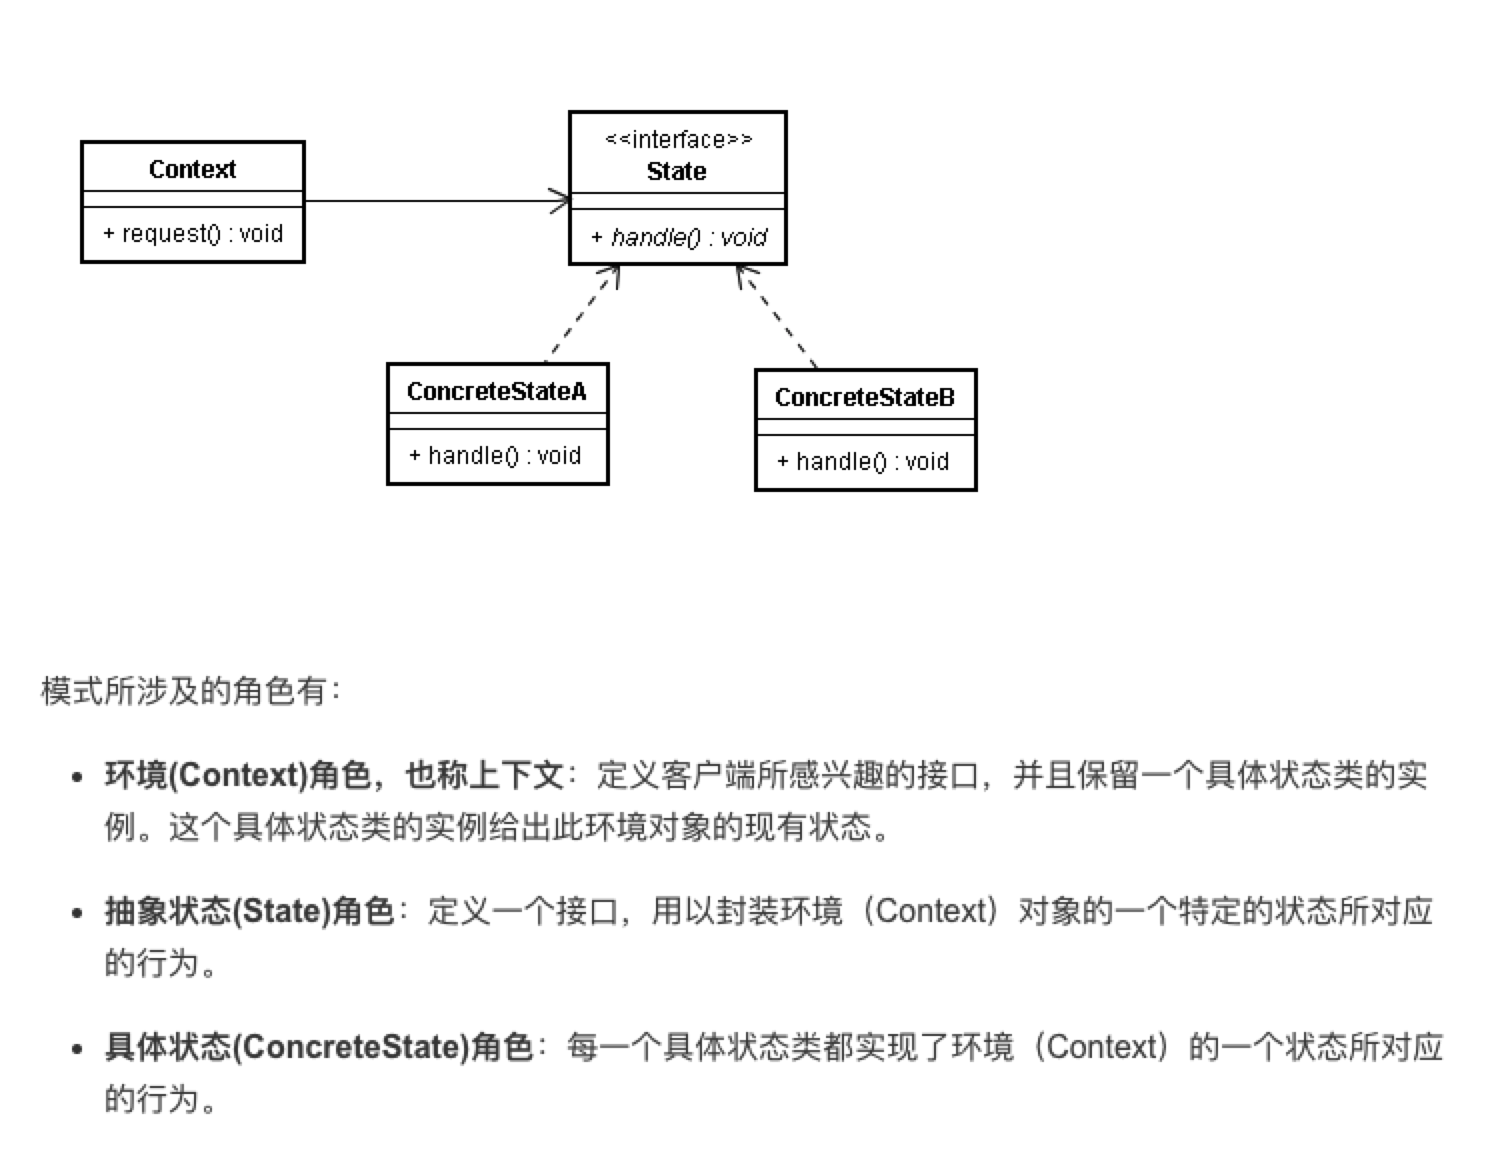 <<interface>>
Context
State
+ request() : void
+ handle() : void
ConcreteStateA
ConcreteStateB
+ handle() : void
+ handle() : void
模式所涉及的角色有：
• 环境(Context)角色，也称上下文：定义客户端所感兴趣的接口，并且保留一个具体状态类的实
例。这个具体状态类的实例给出此环境对象的现有状态。
• 抽象状态(State)角色：定义一个接口，用以封装环境（Context）对象的一个特定的状态所对应
的行为。
• 具体状态(ConcreteState)角色：每一个具体状态类都实现了环境（Context）的一个状态所对应
的行为。